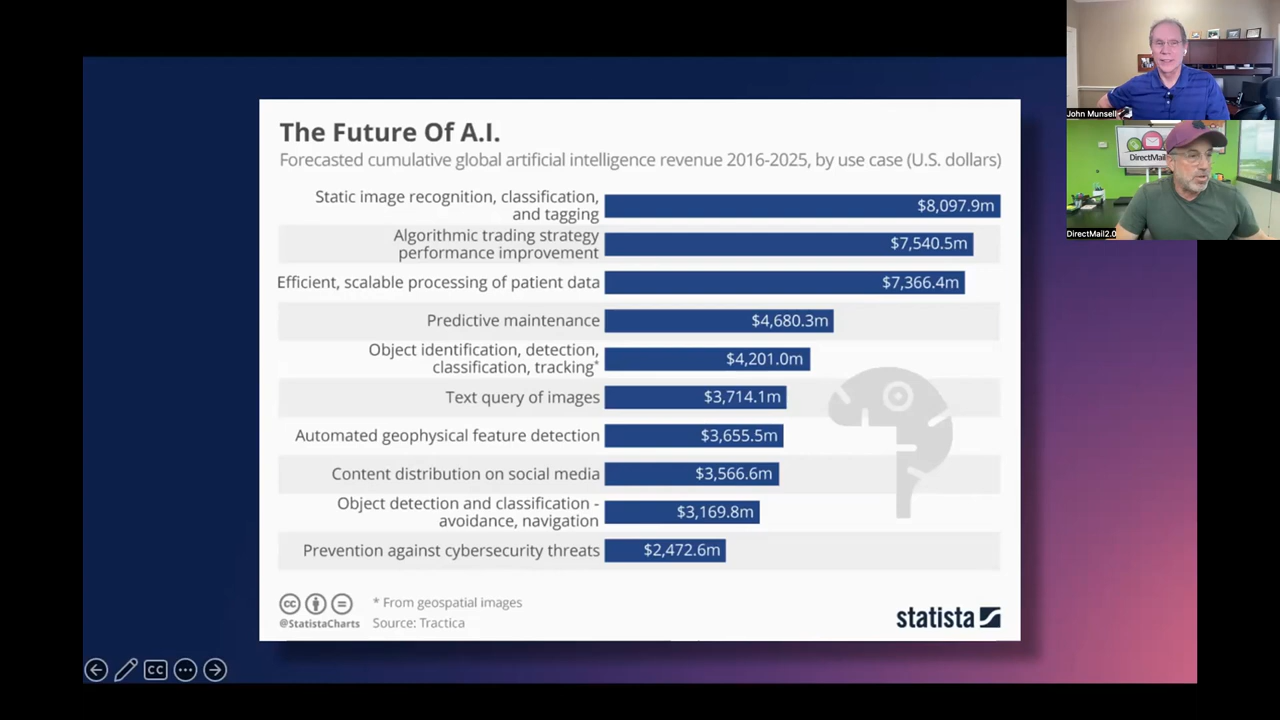 The Future Of A.I.
Forecasted cumulative global artificial intelligence revenue 2016-2025, by use case (U.S. dollars)
Static image recognition, classification,
and tagging
$8,097.9m
Algorithmic trading strategy
performance improvement
$7,540.5m
Efficient, scalable processing of patient data
$7,366.4m
Predictive maintenance
$4,680.3m
Object identification, detection,
classification, tracking*
$4,201.0m
Text query of images
$3,714.1m
Automated geophysical feature detection
$3,655.5m
Content distribution on social media
$3,566.6m
Object detection and classification -
avoidance, navigation
$3,169.8m
Prevention against cybersecurity threats
$2,472.6m
* From geospatial images
@StatistaCharts
Source: Tractica
statista
cc
CC
John Munsell
DirectMail
DirectMail2.0